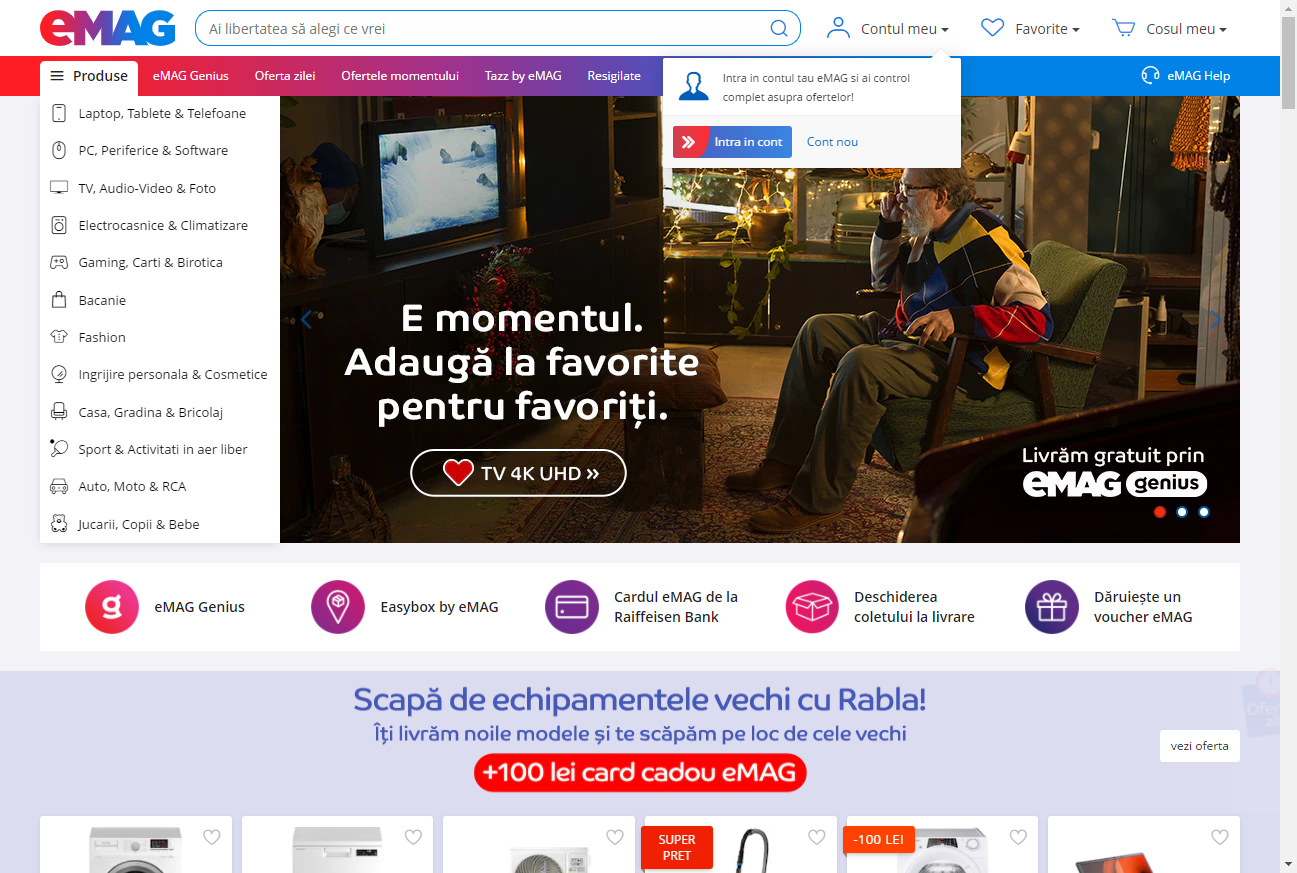 eMAG
Ai libertatea să alegi ce vrei
Contul meu
Favorite
Cosul meu
Produse
eMAG Genius
Oferta zilei
Ofertele momentului
Tazz by eMAG
Resigilate
eMAG Help
Intra in contul tau eMAG si ai control
complet asupra ofertelor!
Intra in cont
Cont nou
Laptop, Tablete & Telefoane
PC, Periferice & Software
TV, Audio-Video & Foto
Electrocasnice & Climatizare
Gaming, Carti & Birotica
Bacanie
Fashion
Ingrijire personala & Cosmetice
Casa, Gradina & Bricolaj
Sport & Activitati in aer liber
Auto, Moto & RCA
Jucarii, Copii & Bebe
E momentul.
Adaugă la favorite
pentru favoriți.
TV 4K UHD »
Livrăm gratuit prin
eMAG genius
eMAG Genius
Easybox by eMAG
Cardul eMAG de la
Raiffeisen Bank
Deschiderea
coletului la livrare
Dăruiește un
voucher eMAG
Scapă de echipamentele vechi cu Rabla!
Îți livrăm noile modele și te scăpăm pe loc de cele vechi
+100 lei card cadou eMAG
vezi oferta
SUPER
PRET
-100 LEI